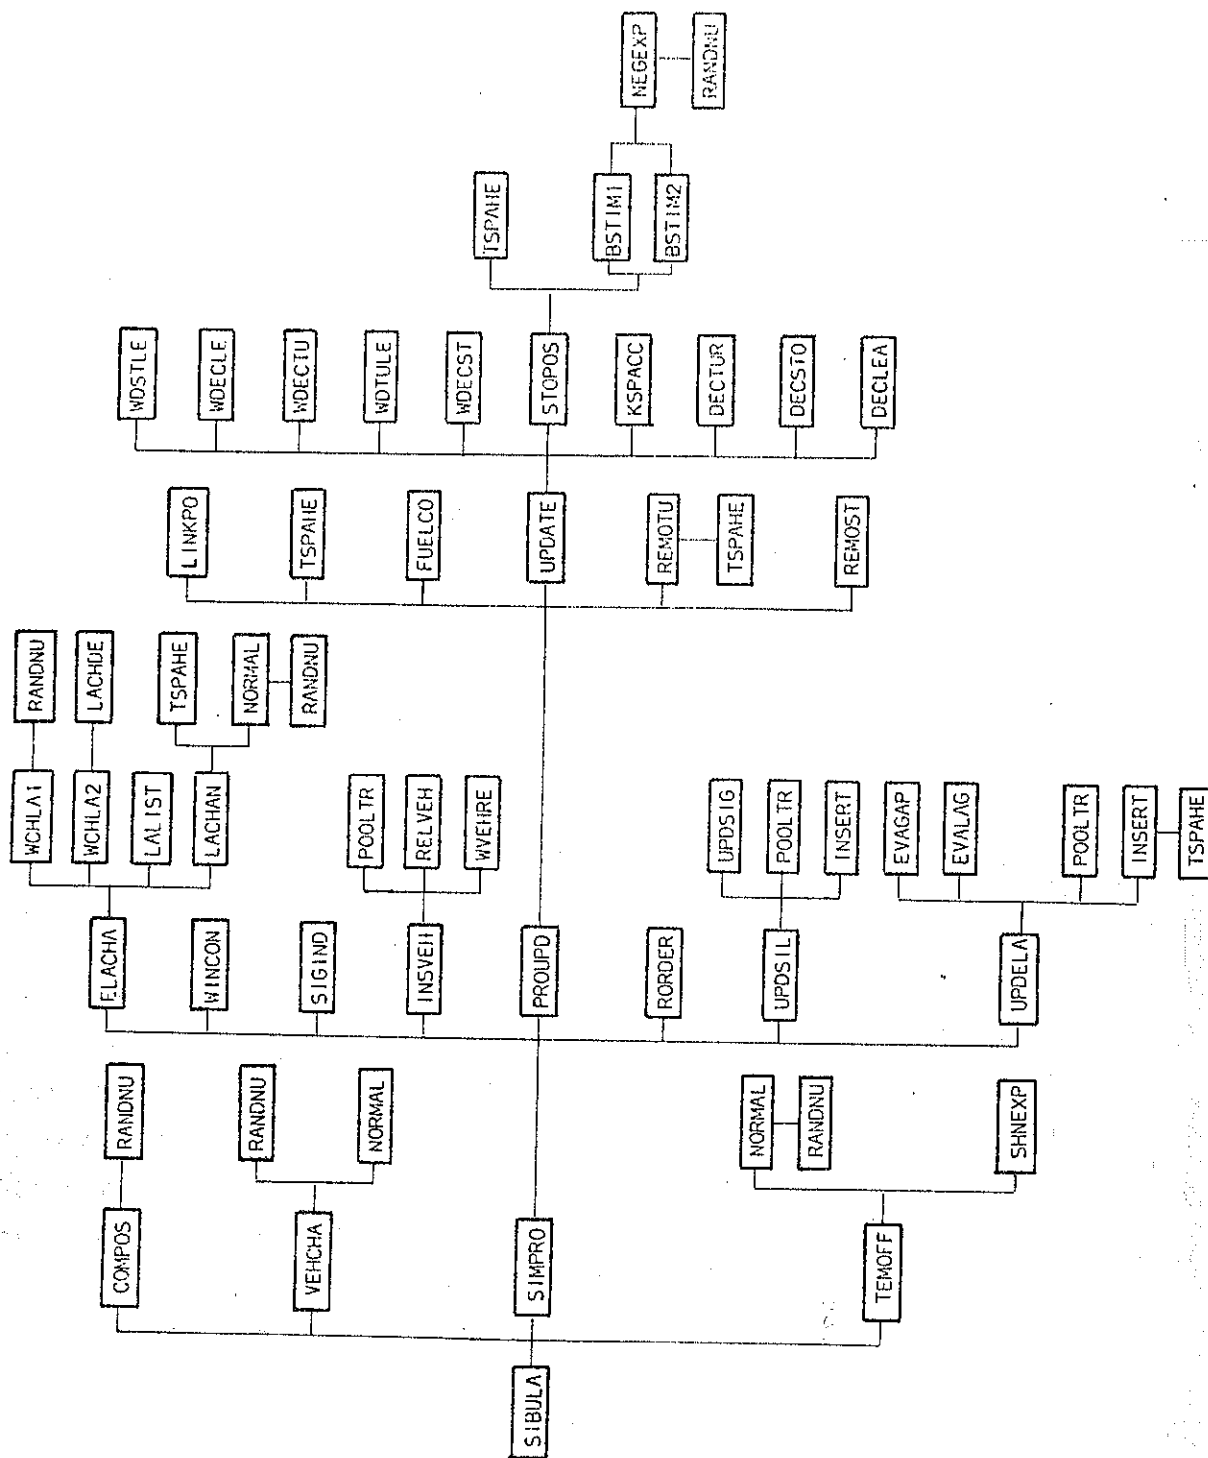 NEGEXP
RANDNU
TSPAHE
BSTIM1
BSTIM2
WDSTLE
WDECLE
WDECTU
WDTULE
WDECST
STOPOS
KSPACC
DECTUR
DECSTO
DECLEA
LINKPO
TSPAHE
FUELCO
UPDATE
REMOTU
TSPAHE
REMOST
RANDNU
LACHDE
TSPAHE
NORMAL
RANDNU
WCHLA1
WCHLA2
LALIST
LACHAN
POOLTR
RELVEH
WVEHRE
UPDSIG
POOLTR
INSERT
EVAGAP
EVALAG
POOLTR
INSERT
TSPAHE
ELACHA
WINCON
SIGIND
INSVEH
PROUPD
RORDER
UPDSIL
UPDELA
RANDNU
RANDNU
NORMAL
NORMAL
RANDNU
SHNEXP
COMPOS
VEHCHA
SIMPRO
TEMOFF
SIBULA